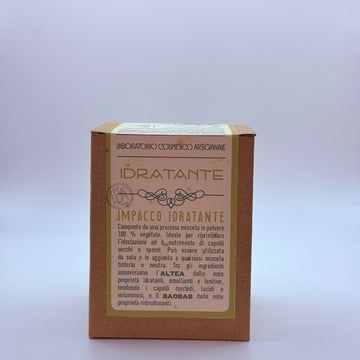 LABORATORIO COSMETICO ARTIGIANALE
IDRATANTE
IMPACCO IDRATANTE
Composto da una preziosa miscela in polvere
100 % vegetale. Ideale per ripristinare
l'idratazione ed il nutrimento di capelli
secchi e spenti. Può essere utilizzata
da sola o in aggiunta a qualsiasi miscela
tintoria o neutra. Tra gli ingredienti
annoveriamo l'ALTEA dalle note
proprietà idratanti, emollienti e lenitive,
rendendo i capelli morbidi, lucidi e
voluminosi, e il BAOBAB dalle note
proprietà ristrutturanti.